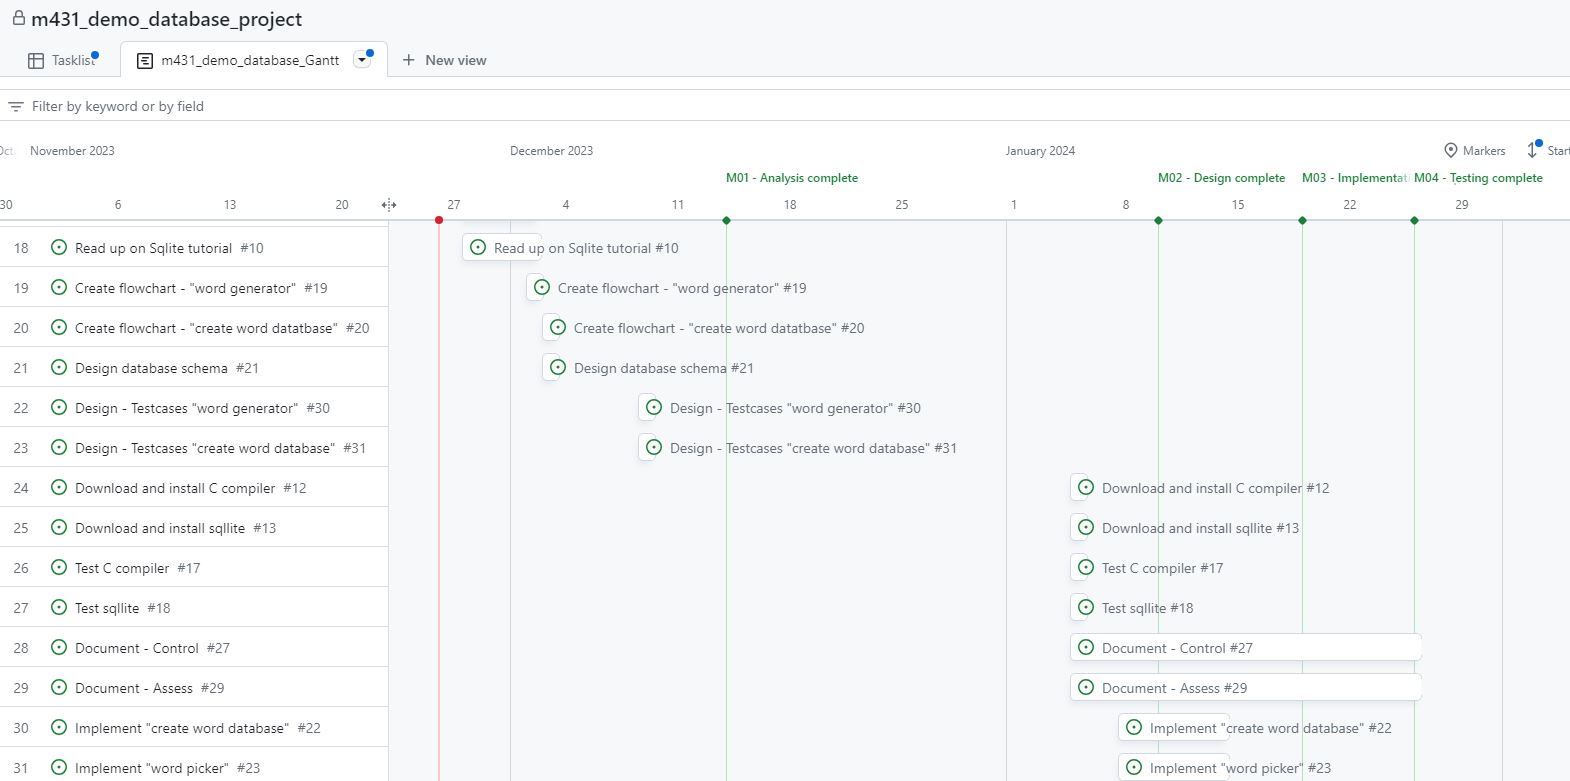 m431_demo_database_project
Tasklist m431_demo_database_Gantt New view
Filter by keyword or by field
Oct November 2023 December 2023 January 2024 Markers Start
M01 - Analysis complete M02 - Design complete M03 - Implementati M04 - Testing complete
30 6 13 20 27 4 11 18 25 1 8 15 22 29
18 Read up on Sqlite tutorial #10 Read up on Sqlite tutorial #10
19 Create flowchart - "word generator" #19 Create flowchart - "word generator" #19
20 Create flowchart - "create word datatbase" #20 Create flowchart - "create word datatbase" #20
21 Design database schema #21 Design database schema #21
22 Design - Testcases "word generator" #30 Design - Testcases "word generator" #30
23 Design - Testcases "create word database" #31 Design - Testcases "create word database" #31
24 Download and install C compiler #12 Download and install C compiler #12
25 Download and install sqllite #13 Download and install sqllite #13
26 Test C compiler #17 Test C compiler #17
27 Test sqllite #18 Test sqllite #18
28 Document - Control #27 Document - Control #27
29 Document - Assess #29 Document - Assess #29
30 Implement "create word database" #22 Implement "create word database" #22
31 Implement "word picker" #23 Implement "word picker" #23